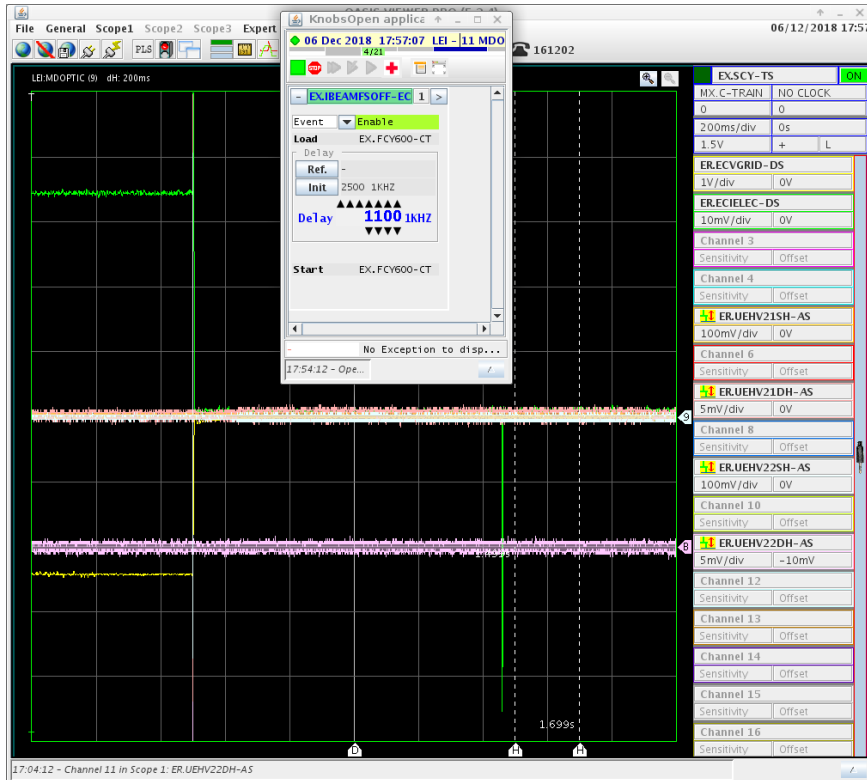 OASIS VIEWER PRO (5.2.4)
File General Scope1 Scope2 Scope3 Expert
06/12/2018 17:57
PLS
161202
KnobsOpen applica
06 Dec 2018 17:57:07 LEI - 11 MDO
4/21
STOP
- EX.IBEAMFSOFF-EC 1 >
Event Enable
Load EX.FCY600-CT
Delay
Ref. -
Init 2500 1KHZ
Delay 1100 1KHZ
Start EX.FCY600-CT
- No Exception to disp...
17:54:12 - Ope...
LEI:MDOPTIC (9) dH: 200ms
9
8
1.699s
D
H
H
EX.SCY-TS ON
MX.C-TRAIN NO CLOCK
0 0
200ms/div 0s
1.5V + L
ER.ECVGRID-DS
1V/div 0V
ER.ECIELEC-DS
10mV/div 0V
Channel 3
Sensitivity Offset
Channel 4
Sensitivity Offset
ER.UEHV21SH-AS
100mV/div 0V
Channel 6
Sensitivity Offset
ER.UEHV21DH-AS
5mV/div 0V
Channel 8
Sensitivity Offset
ER.UEHV22SH-AS
100mV/div 0V
Channel 10
Sensitivity Offset
ER.UEHV22DH-AS
5mV/div -10mV
Channel 12
Sensitivity Offset
Channel 13
Sensitivity Offset
Channel 14
Sensitivity Offset
Channel 15
Sensitivity Offset
Channel 16
Sensitivity Offset
17:04:12 - Channel 11 in Scope 1: ER.UEHV22DH-AS